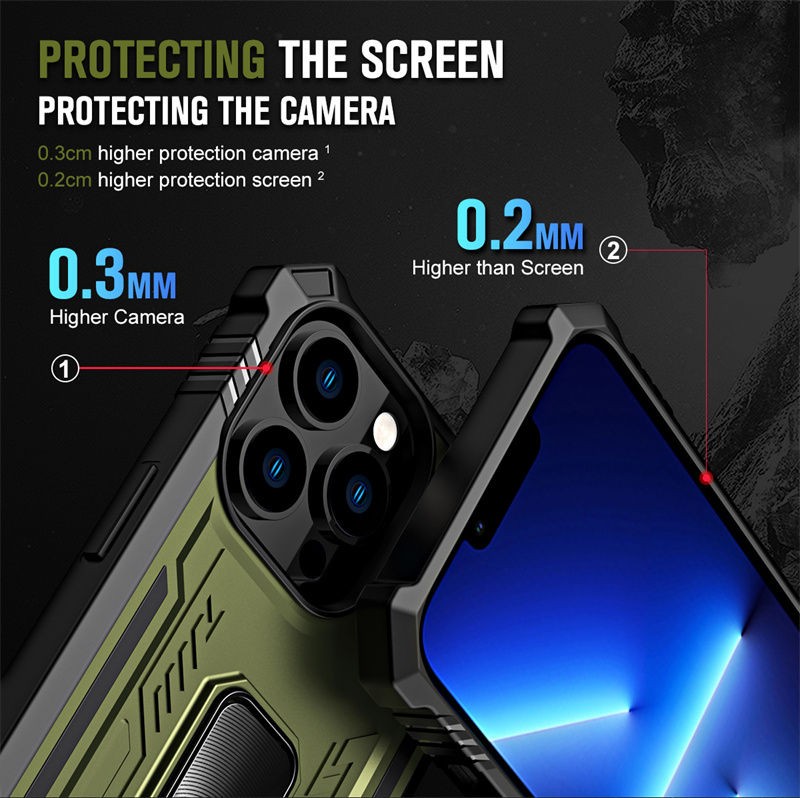 PROTECTING THE SCREEN
PROTECTING THE CAMERA
0.3cm higher protection camera ¹
0.2cm higher protection screen ²
0.2MM
Higher than Screen
2
0.3MM
Higher Camera
1